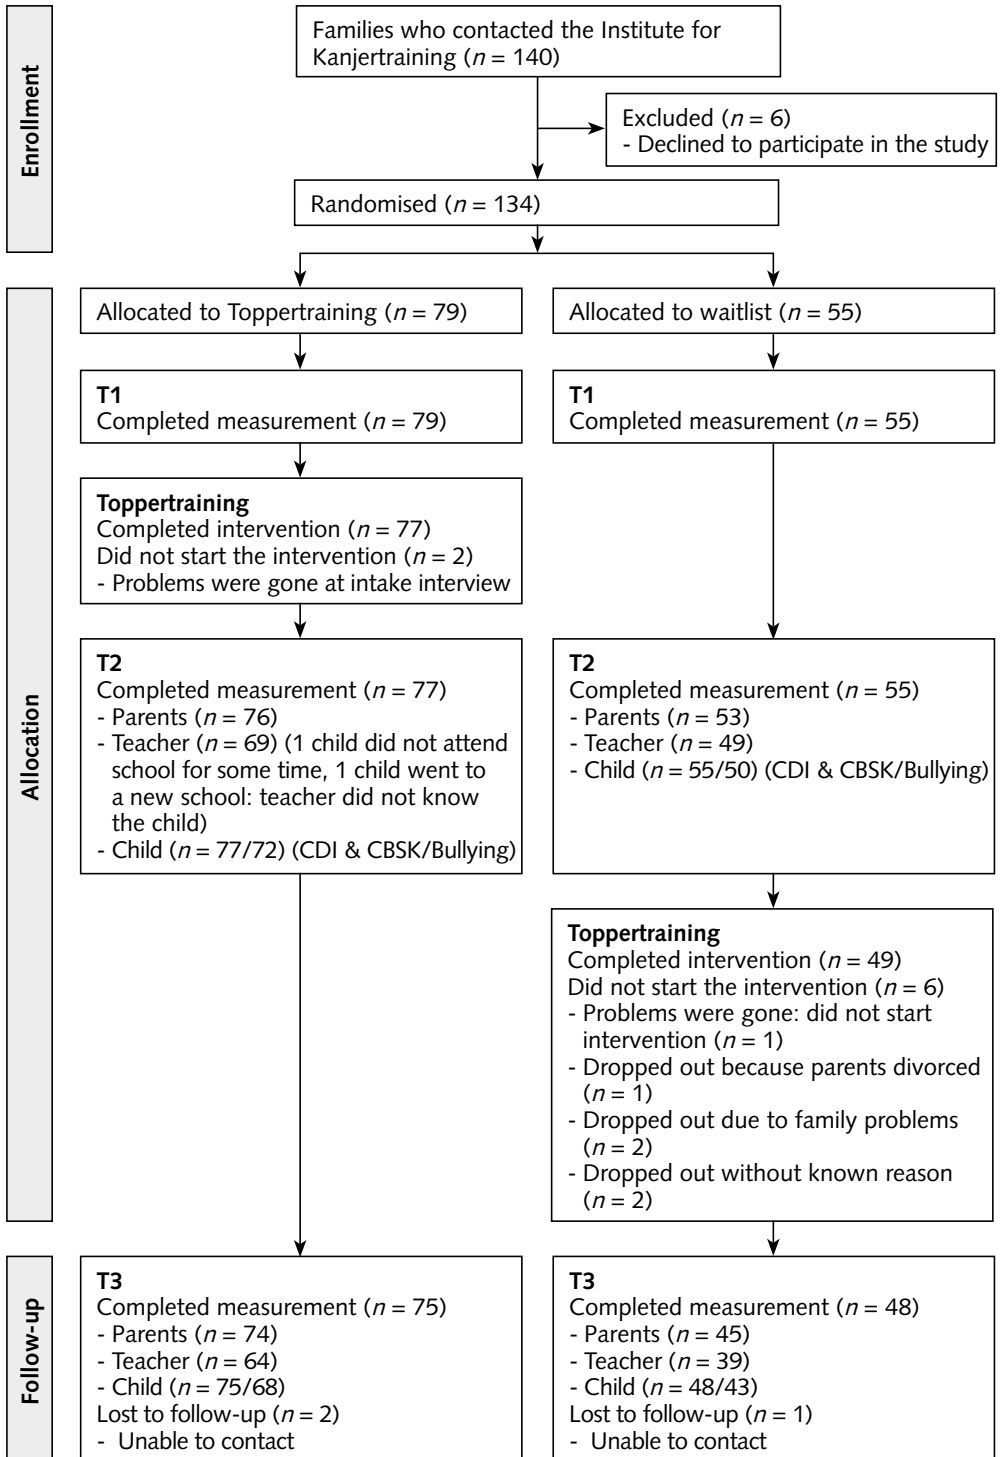 Enrollment
Families who contacted the Institute for
Kanjertraining (n = 140)
Excluded (n = 6)
- Declined to participate in the study
Randomised (n = 134)
Allocation
Allocated to Toppertraining (n = 79)
Allocated to waitlist (n = 55)
T1
Completed measurement (n = 79)
T1
Completed measurement (n = 55)
Toppertraining
Completed intervention (n = 77)
Did not start the intervention (n = 2)
- Problems were gone at intake interview
T2
Completed measurement (n = 77)
- Parents (n = 76)
- Teacher (n = 69) (1 child did not attend
school for some time, 1 child went to
a new school: teacher did not know
the child)
- Child (n = 77/72) (CDI & CBSK/Bullying)
T2
Completed measurement (n = 55)
- Parents (n = 53)
- Teacher (n = 49)
- Child (n = 55/50) (CDI & CBSK/Bullying)
Toppertraining
Completed intervention (n = 49)
Did not start the intervention (n = 6)
- Problems were gone: did not start
intervention (n = 1)
- Dropped out because parents divorced
(n = 1)
- Dropped out due to family problems
(n = 2)
- Dropped out without known reason
(n = 2)
Follow-up
T3
Completed measurement (n = 75)
- Parents (n = 74)
- Teacher (n = 64)
- Child (n = 75/68)
Lost to follow-up (n = 2)
- Unable to contact
T3
Completed measurement (n = 48)
- Parents (n = 45)
- Teacher (n = 39)
- Child (n = 48/43)
Lost to follow-up (n = 1)
- Unable to contact